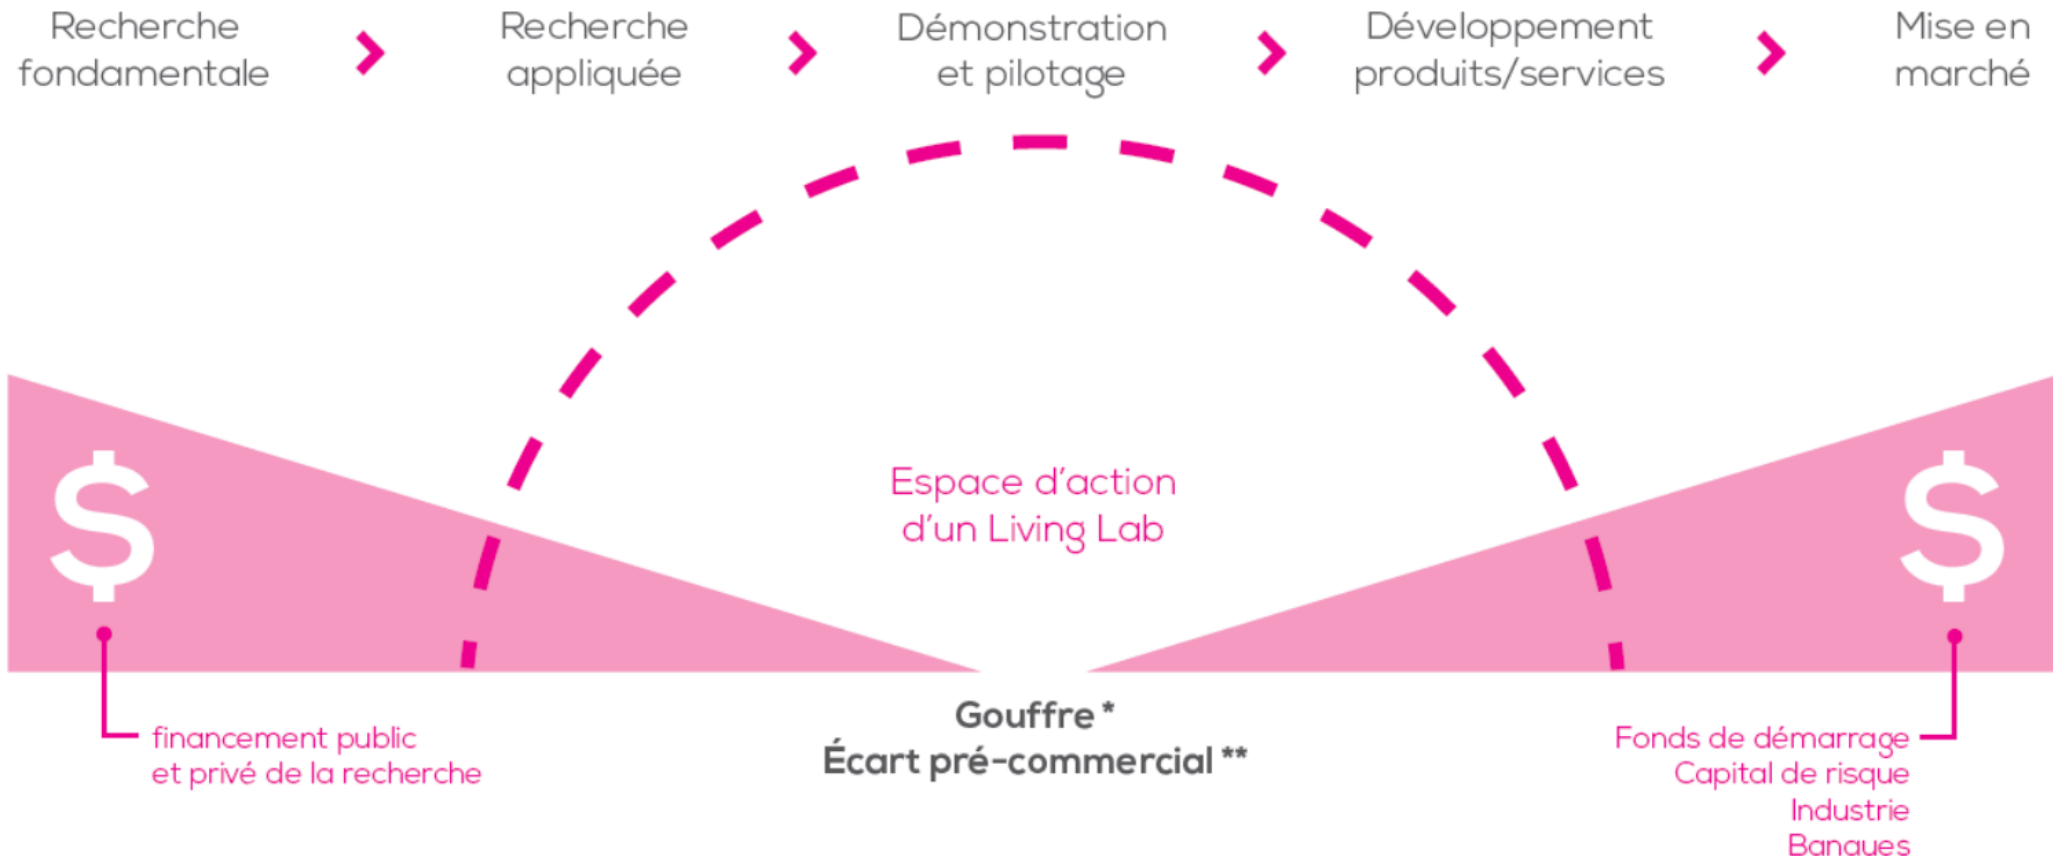 Recherche
fondamentale
Recherche
appliquée
Démonstration
et pilotage
Développement
produits/services
Mise en
marché
$
$
Espace d’action
d’un Living Lab
Gouffre *
Écart pré-commercial **
financement public
et privé de la recherche
Fonds de démarrage
Capital de risque
Industrie
Banques